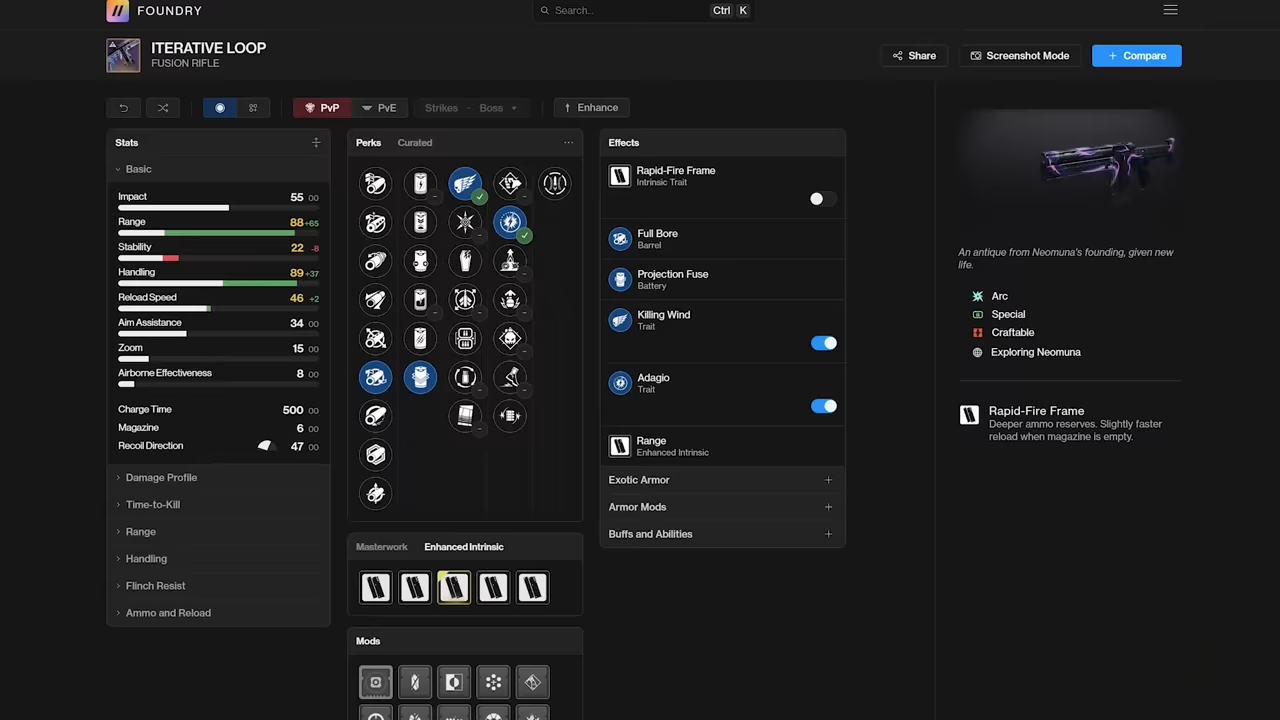 FOUNDRY
Search...
Ctrl K
ITERATIVE LOOP
FUSION RIFLE
Share
Screenshot Mode
+ Compare
PvP
PvE
Strikes - Boss
Enhance
Stats
Basic
Impact 55 00
Range 88 +65
Stability 22 -8
Handling 89 +37
Reload Speed 46 +2
Aim Assistance 34 00
Zoom 15 00
Airborne Effectiveness 8 00
Charge Time 500 00
Magazine 6 00
Recoil Direction 47 00
Damage Profile
Time-to-Kill
Range
Handling
Flinch Resist
Ammo and Reload
Perks Curated ...
Masterwork Enhanced Intrinsic
Mods
Effects
Rapid-Fire Frame
Intrinsic Trait
Full Bore
Barrel
Projection Fuse
Battery
Killing Wind
Trait
Adagio
Trait
Range
Enhanced Intrinsic
Exotic Armor +
Armor Mods +
Buffs and Abilities +
An antique from Neomuna's founding, given new
life.
Arc
Special
Craftable
Exploring Neomuna
Rapid-Fire Frame
Deeper ammo reserves. Slightly faster
reload when magazine is empty.